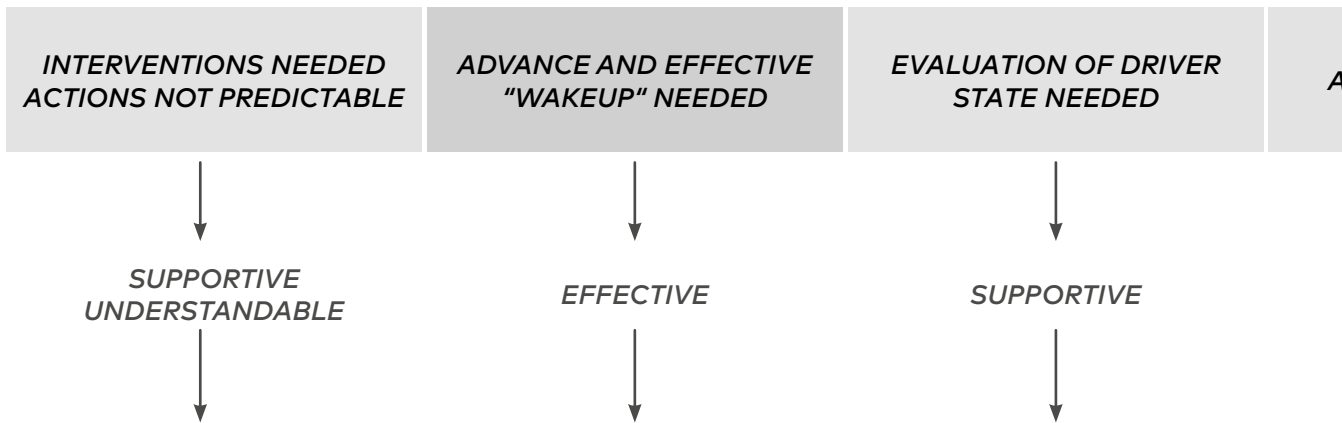 INTERVENTIONS NEEDED
ACTIONS NOT PREDICTABLE
ADVANCE AND EFFECTIVE
“WAKEUP” NEEDED
EVALUATION OF DRIVER
STATE NEEDED
SUPPORTIVE
UNDERSTANDABLE
EFFECTIVE
SUPPORTIVE